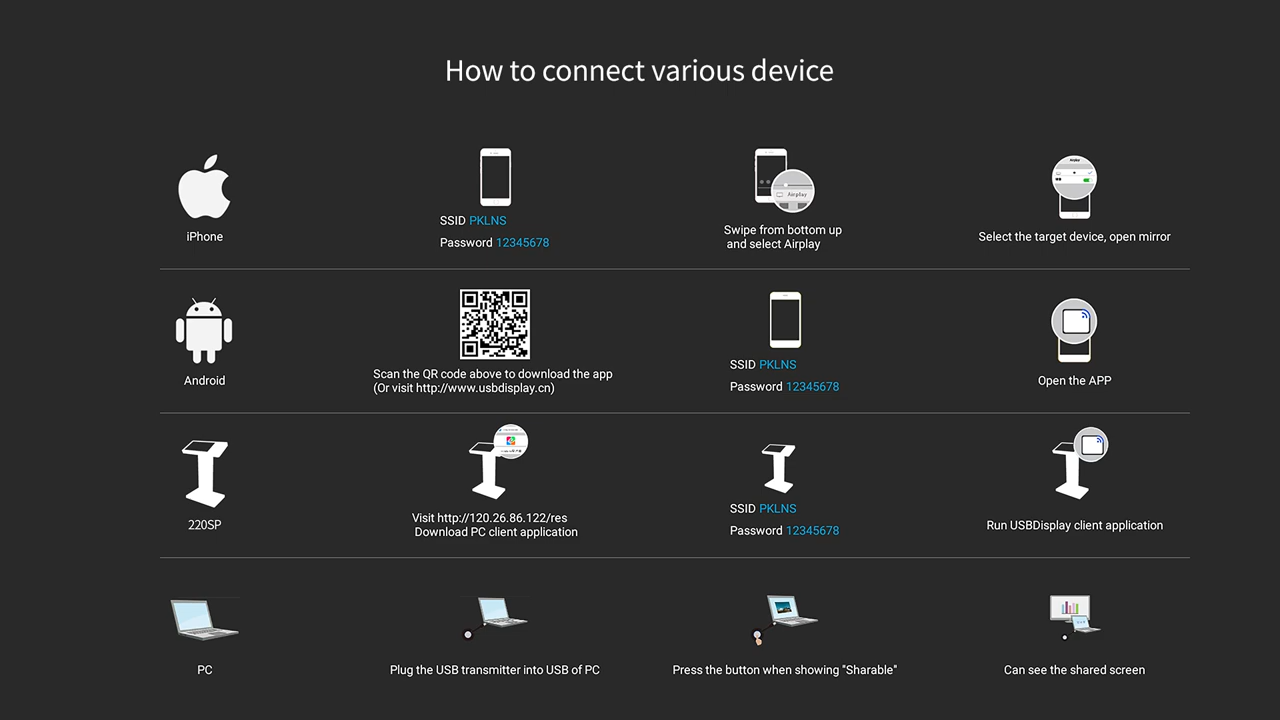 How to connect various device
iPhone
SSID PKLNS
Password 12345678
Airplay
Swipe from bottom up
and select Airplay
Airplay
Select the target device, open mirror
Android
Scan the QR code above to download the app
(Or visit http://www.usbdisplay.cn)
SSID PKLNS
Password 12345678
Open the APP
220SP
Visit http://120.26.86.122/res
Download PC client application
SSID PKLNS
Password 12345678
Run USBDisplay client application
PC
Plug the USB transmitter into USB of PC
Press the button when showing "Sharable"
Can see the shared screen